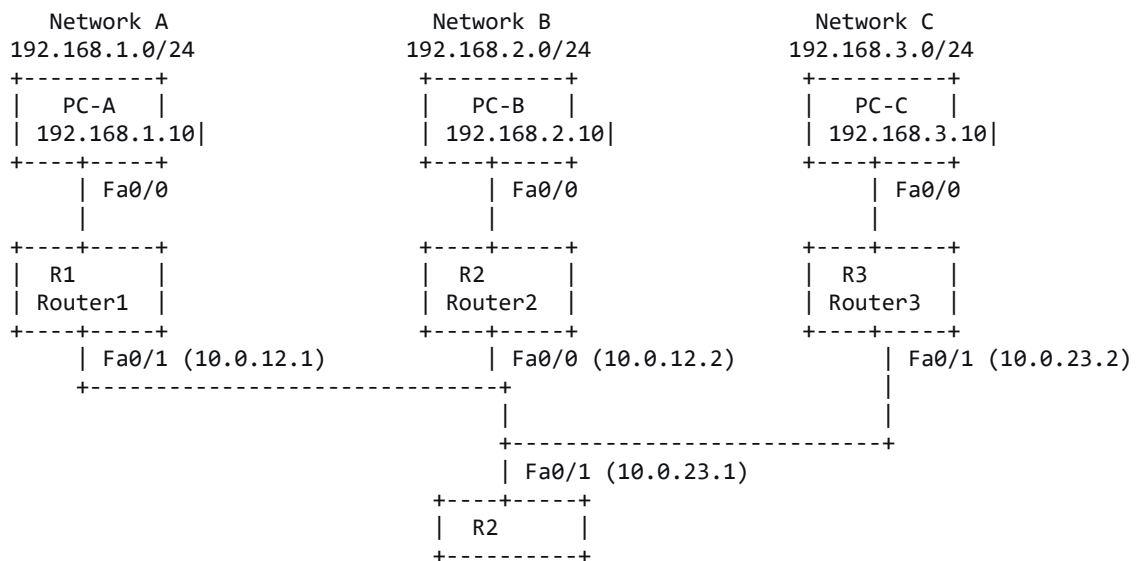 Network A Network B Network C
192.168.1.0/24 192.168.2.0/24 192.168.3.0/24
PC-A PC-B PC-C
192.168.1.10 192.168.2.10 192.168.3.10
Fa0/0 Fa0/0 Fa0/0
R1 R2 R3
Router1 Router2 Router3
Fa0/1 (10.0.12.1) Fa0/0 (10.0.12.2) Fa0/1 (10.0.23.2)
Fa0/1 (10.0.23.1)
R2